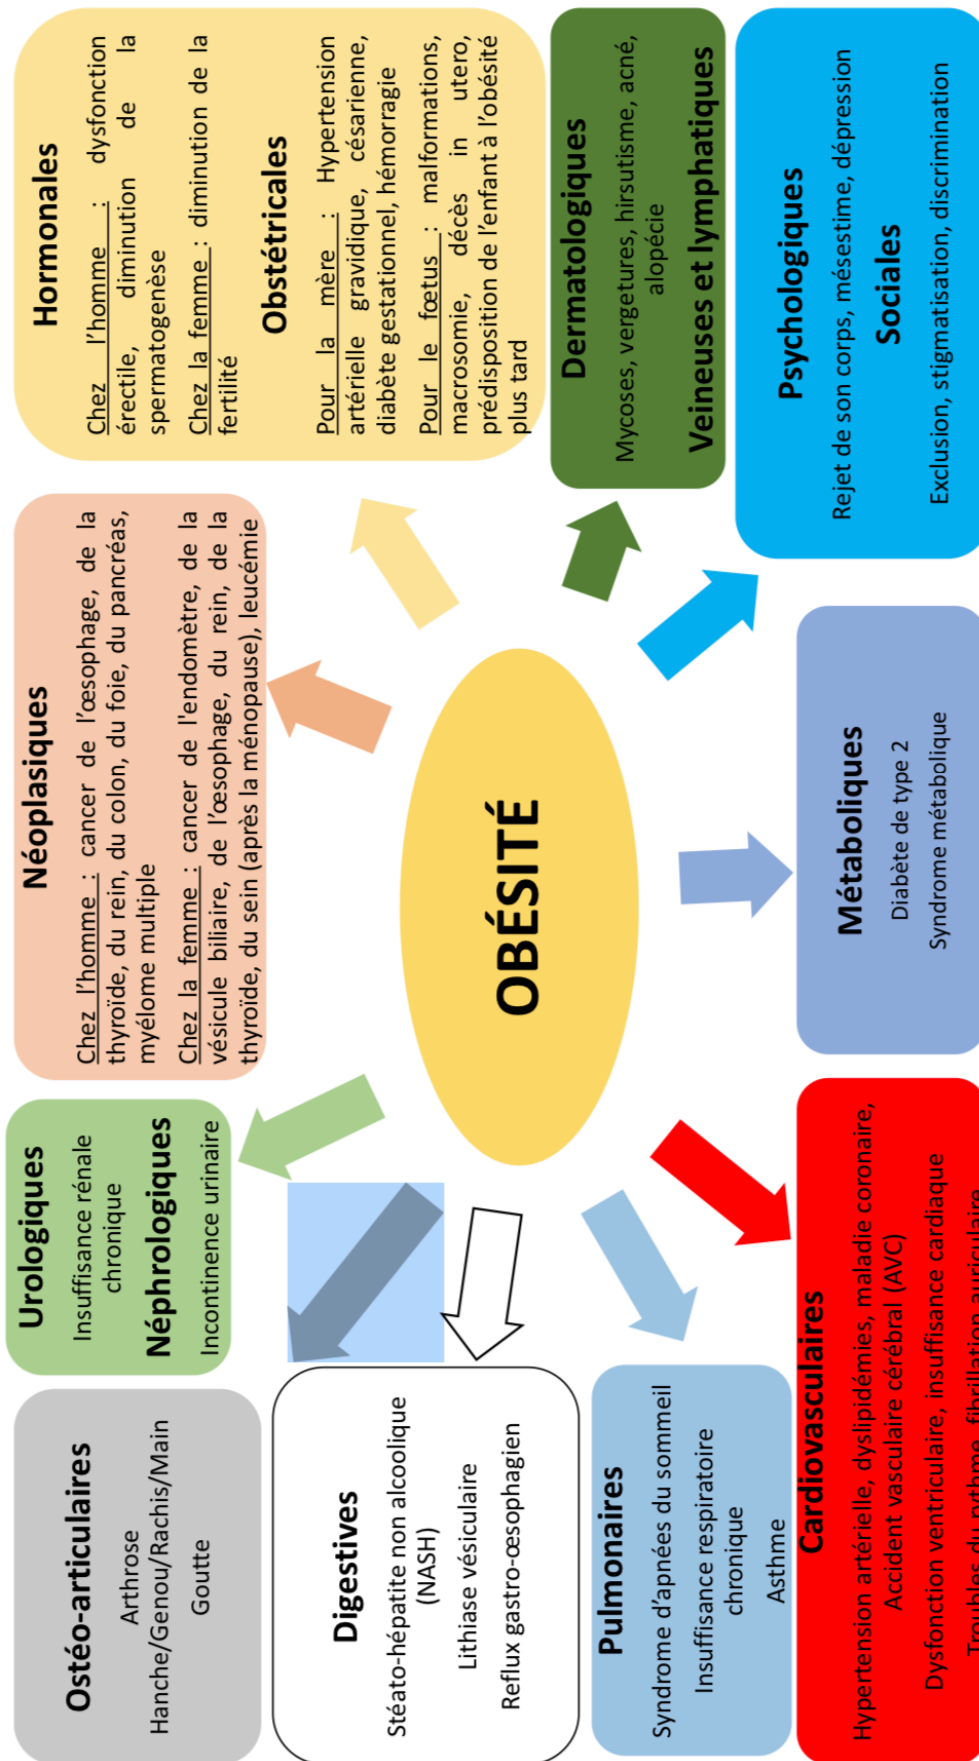 Ostéo-articulaires
Arthrose
Hanche/Genou/Rachis/Main
Goutte
Urologiques
Insuffisance rénale
chronique
Néphrologiques
Incontinence urinaire
Néoplasiques
Chez l'homme : cancer de l'œsophage, de la
thyroïde, du rein, du colon, du foie, du pancréas,
myélome multiple
Chez la femme : cancer de l'endomètre, de la
vésicule biliaire, de l'œsophage, du rein, de la
thyroïde, du sein (après la ménopause), leucémie
Hormonales
Chez l'homme : dysfonction
érectile, diminution de la
spermatogenèse
Chez la femme : diminution de la
fertilité
Obstétricales
Pour la mère : Hypertension
artérielle gravidique, césarienne,
diabète gestationnel, hémorragie
Pour le fœtus : malformations,
macrosomie, décès in utero,
prédisposition de l'enfant à l'obésité
plus tard
Digestives
Stéato-hépatite non alcoolique
(NASH)
Lithiase vésiculaire
Reflux gastro-œsophagien
OBÉSITÉ
Dermatologiques
Mycoses, vergetures, hirsutisme, acné,
alopécie
Veineuses et lymphatiques
Pulmonaires
Syndrome d'apnées du sommeil
Insuffisance respiratoire
chronique
Asthme
Cardiovasculaires
Hypertension artérielle, dyslipidémies, maladie coronaire,
Accident vasculaire cérébral (AVC)
Dysfonction ventriculaire, insuffisance cardiaque
Troubles du rythme, fibrillation auriculaire
Métaboliques
Diabète de type 2
Syndrome métabolique
Psychologiques
Rejet de son corps, mésestime, dépression
Sociales
Exclusion, stigmatisation, discrimination